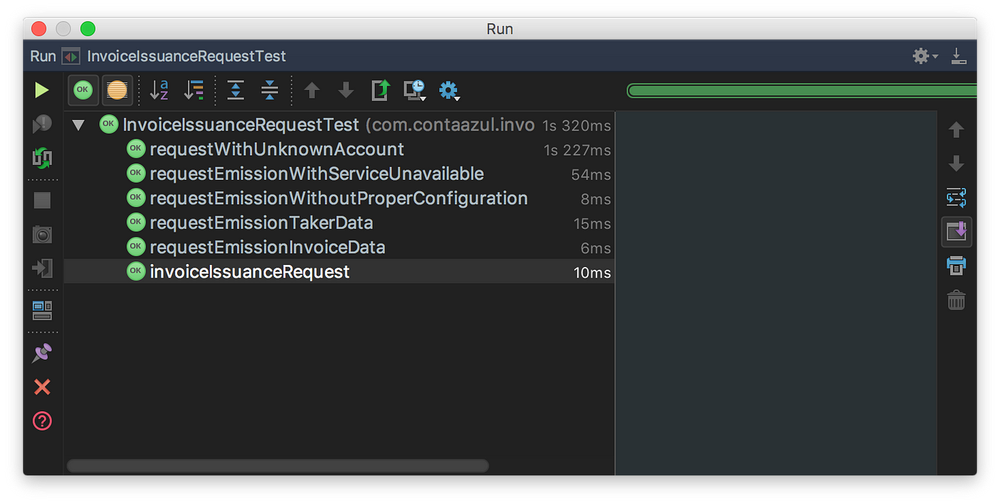 Run
Run InvoiceIssuanceRequestTest
OK a z
OK InvoiceIssuanceRequestTest (com.contaazul.invo 1s 320ms
OK requestWithUnknownAccount 1s 227ms
OK requestEmissionWithServiceUnavailable 54ms
OK requestEmissionWithoutProperConfiguration 8ms
OK requestEmissionTakerData 15ms
OK requestEmissionInvoiceData 6ms
OK invoiceIssuanceRequest 10ms